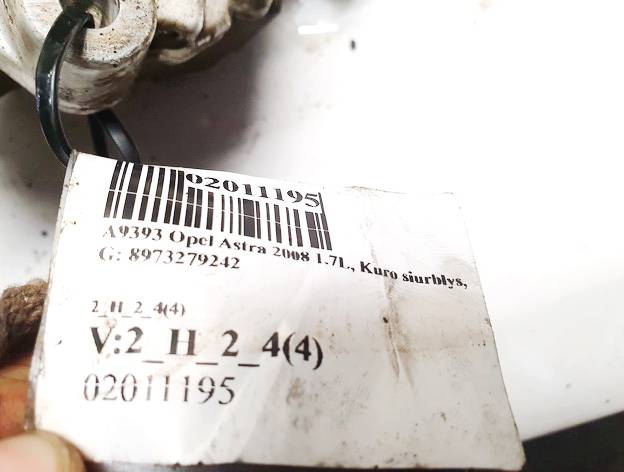 02011195
A9393 Opel Astra 2008 1.7L, Kuro siurblys,
G: 8973279242
2_H_2_4(4)
V:2_H_2_4(4)
02011195